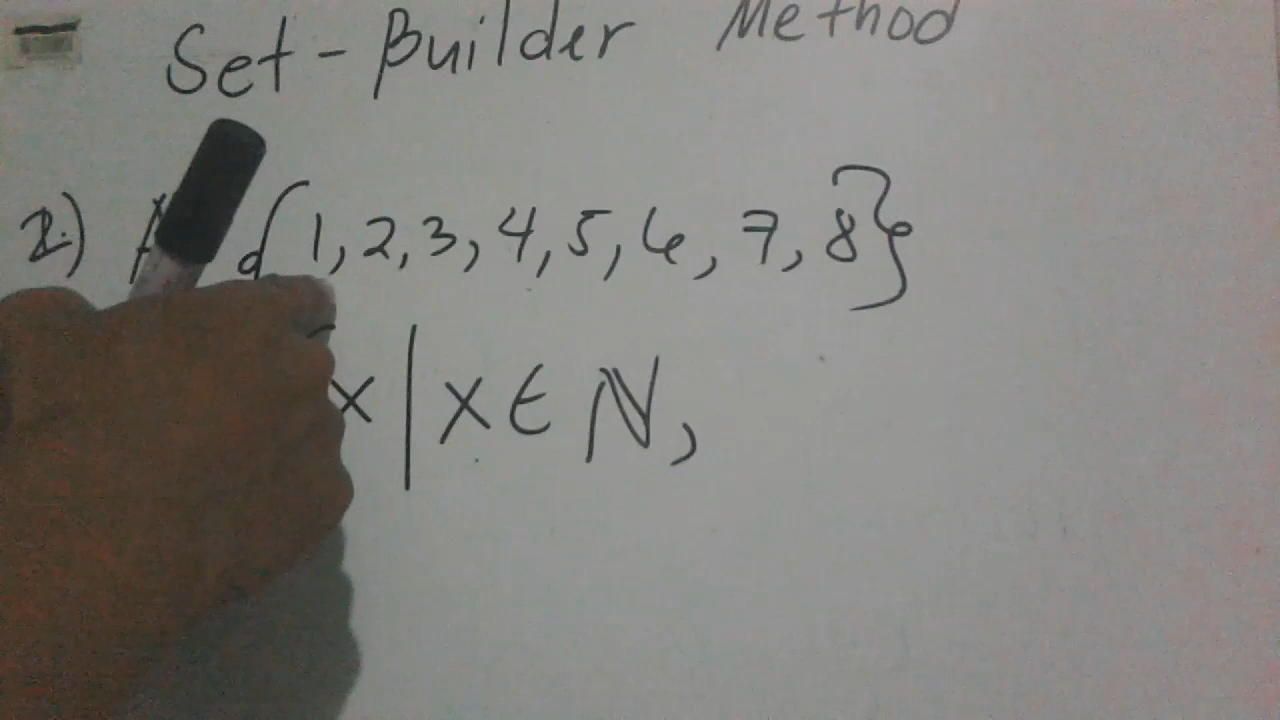 Set-Builder Method
2.) {1, 2, 3, 4, 5, 6, 7, 8}
x | x ∈ ℕ,